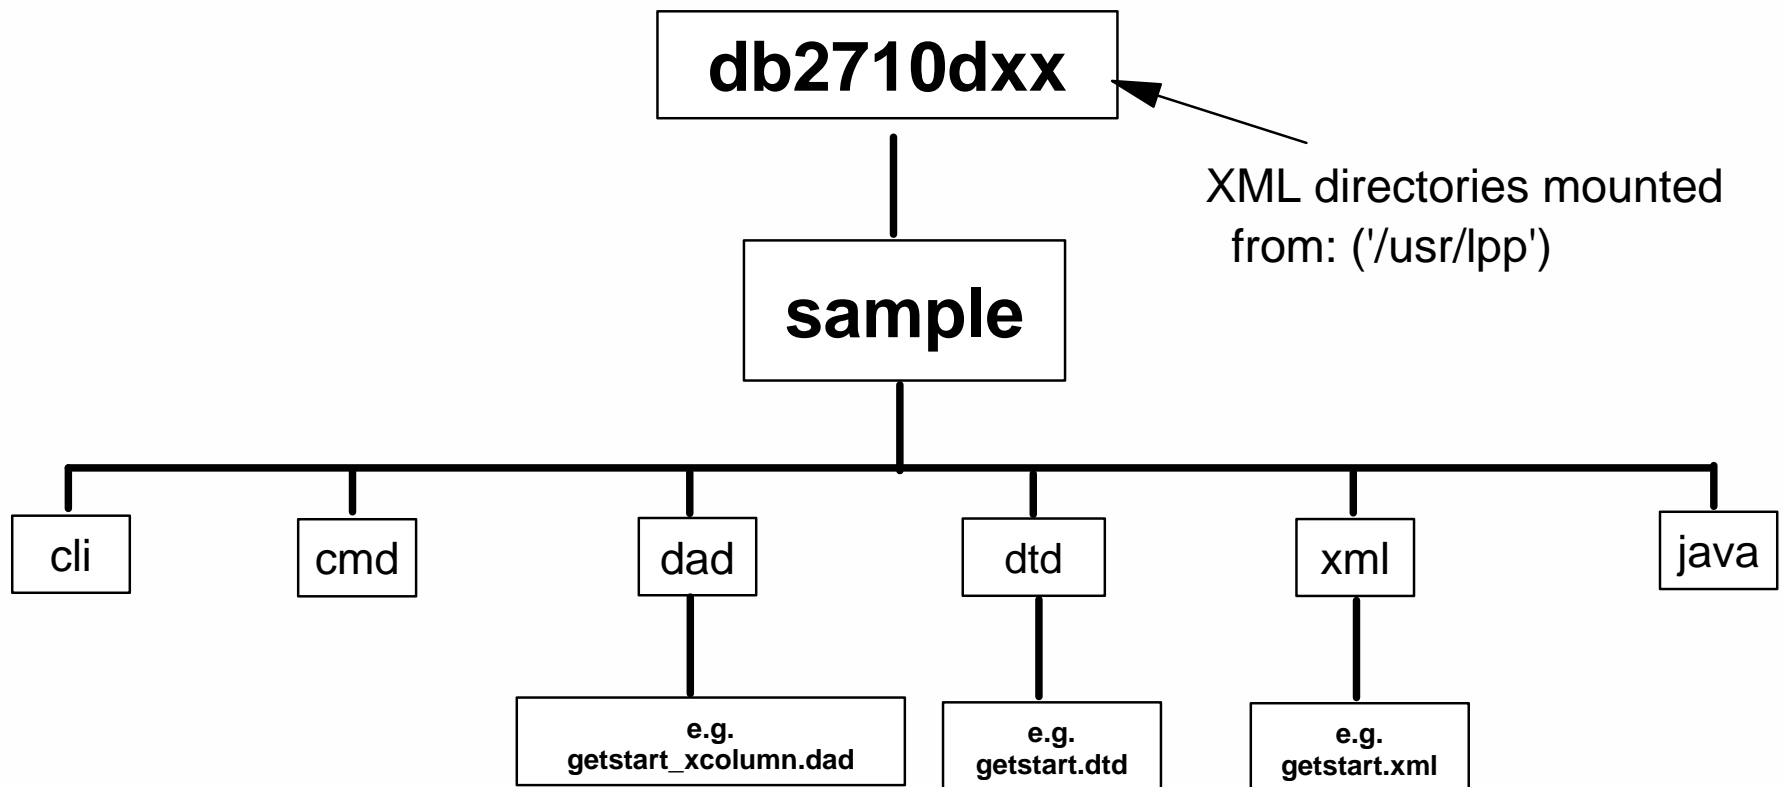 db2710dxx
XML directories mounted
from: ('/usr/lpp')
sample
cli
cmd
dad
dtd
xml
java
e.g.
getstart_xcolumn.dad
e.g.
getstart.dtd
e.g.
getstart.xml